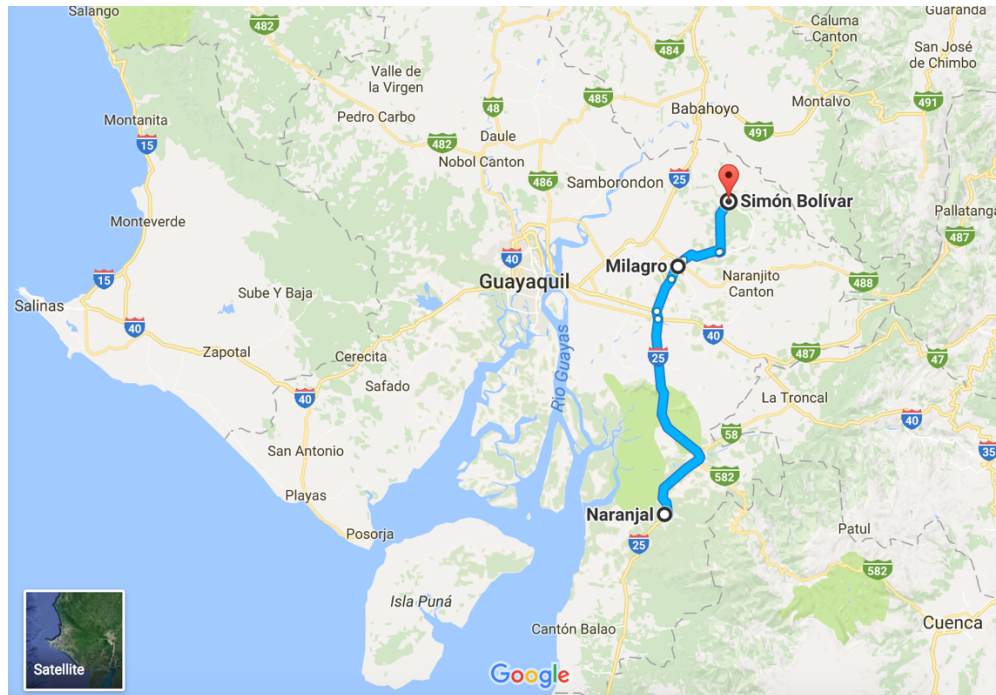 Salango
482
Caluma
Canton
Guaranda
484
San José
de Chimbo
Valle de
la Virgen
485
491
Montalvo
48
Babahoyo
Pedro Carbo
Montanita
Daule
491
15
482
Nobol Canton
486
Samborondon
25
Simón Bolívar
Pallatanga
Monteverde
487
40
Milagro
15
Guayaquil
Naranjito
Canton
488
Sube Y Baja
Salinas
40
40
Zapotal
Cerecita
25
487
47
Rio Guayas
Safado
40
La Troncal
40
58
San Antonio
35
582
Playas
Naranjal
Posorja
25
Patul
582
Isla Puná
Cuenca
Cantón Balao
Satellite
Google